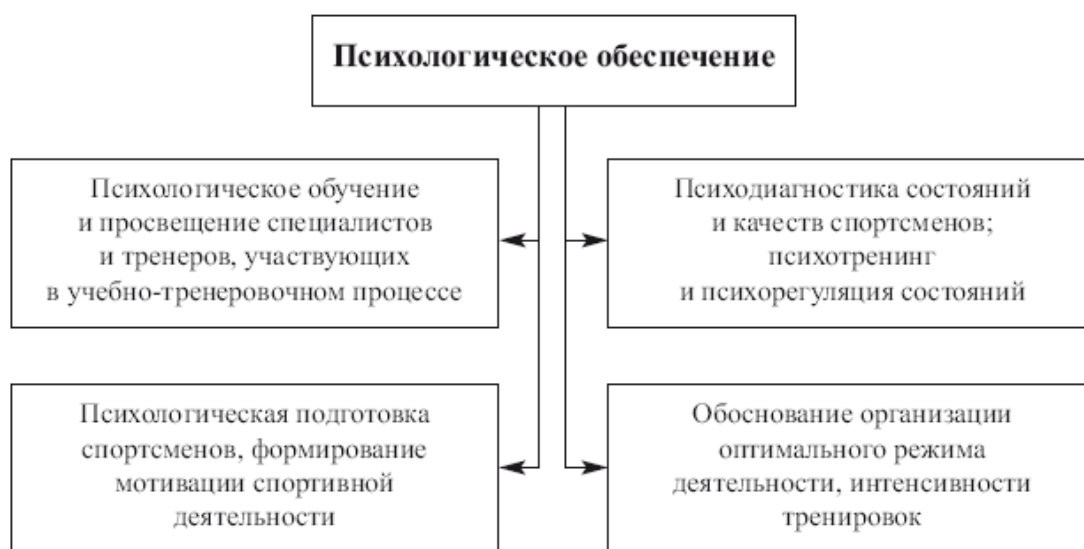 Психологическое обеспечение
Психологическое обучение
и просвещение специалистов
и тренеров, участвующих
в учебно-тренеровочном процессе
Психодиагностика состояний
и качеств спортсменов;
психотренинг
и психорегуляция состояний
Психологическая подготовка
спортсменов, формирование
мотивации спортивной
деятельности
Обоснование организации
оптимального режима
деятельности, интенсивности
тренировок